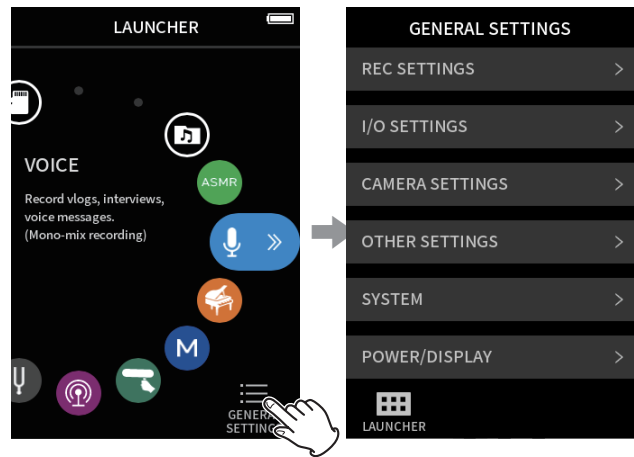 LAUNCHER
VOICE
Record vlogs, interviews,
voice messages.
(Mono-mix recording)
ASMR
M
GENERAL
SETTINGS
GENERAL SETTINGS
REC SETTINGS
I/O SETTINGS
CAMERA SETTINGS
OTHER SETTINGS
SYSTEM
POWER/DISPLAY
LAUNCHER